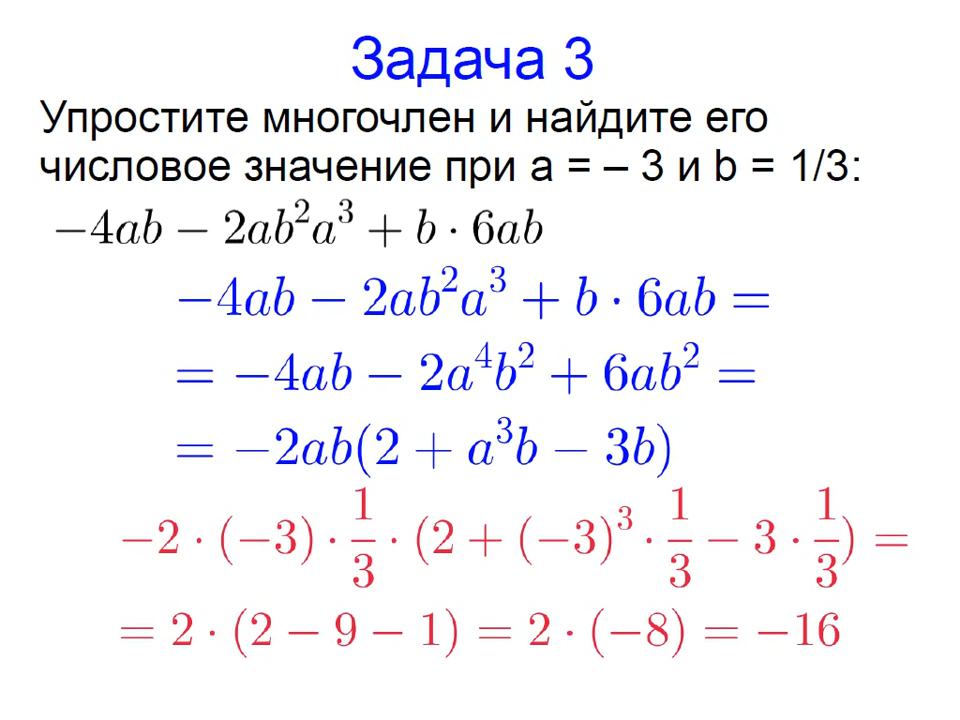 Задача 3
Упростите многочлен и найдите его
числовое значение при a = – 3 и b = 1/3:
−4ab − 2ab²a³ + b · 6ab
−4ab − 2ab²a³ + b · 6ab =
= −4ab − 2a⁴b² + 6ab² =
= −2ab(2 + a³b − 3b)
−2 · (−3) · 1/3 · (2 + (−3)³ · 1/3 − 3 · 1/3) =
= 2 · (2 − 9 − 1) = 2 · (−8) = −16